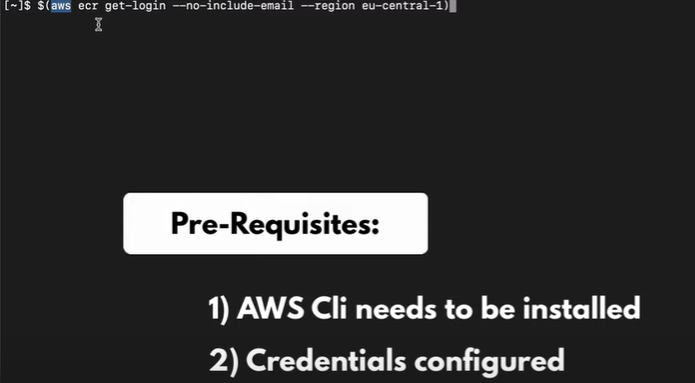 [~]$ $(aws ecr get-login --no-include-email --region eu-central-1)
Pre-Requisites:
1) AWS Cli needs to be installed
2) Credentials configured